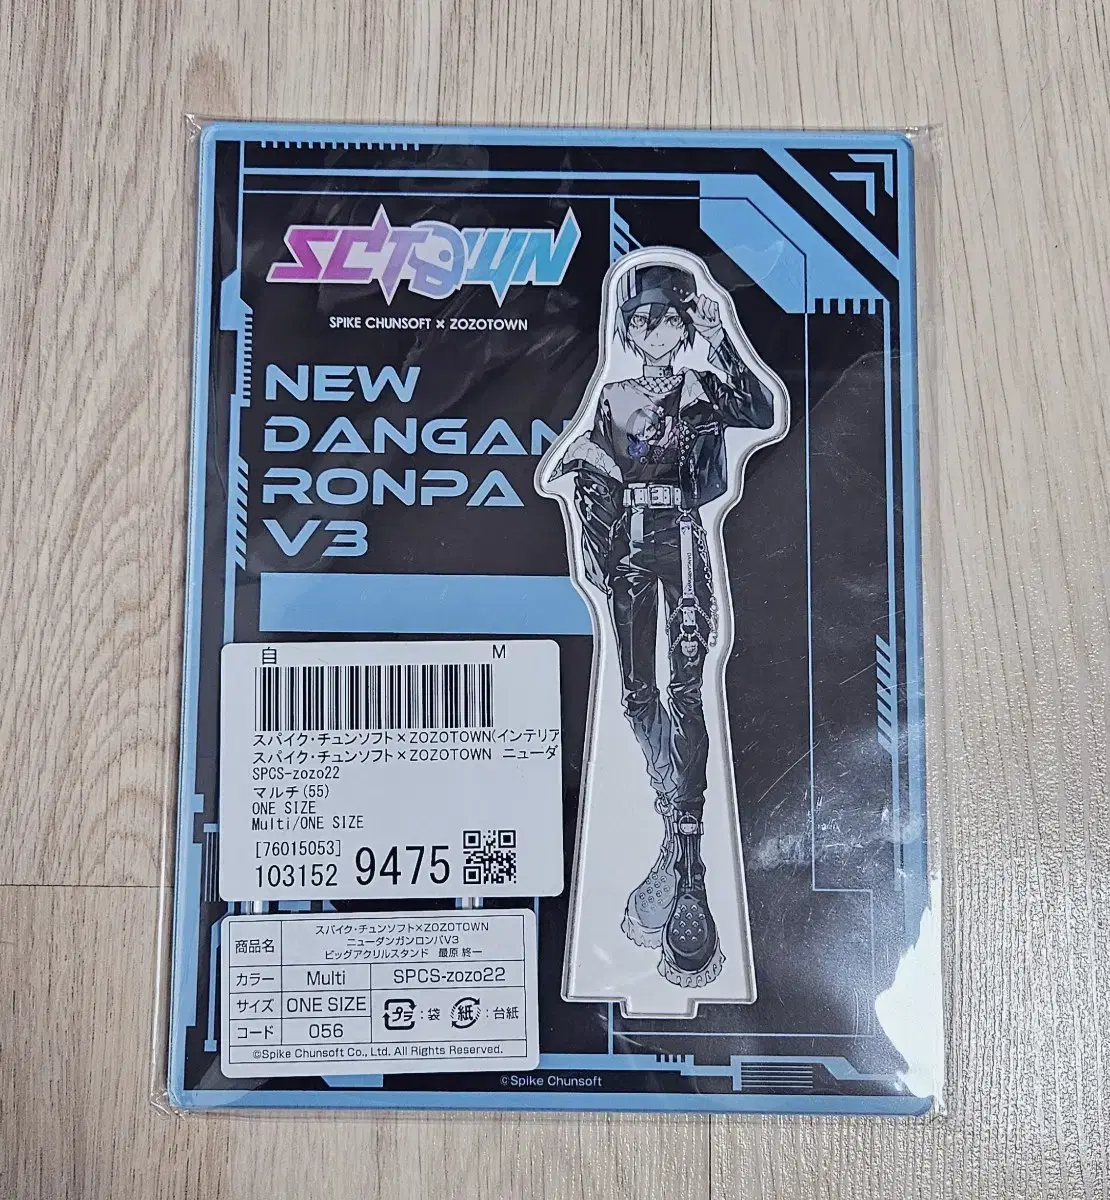 SCTOWN
SPIKE CHUNSOFT × ZOZOTOWN
NEW
DANGAN
RONPA
V3
自 M
スパイク・チュンソフト×ZOZOTOWN(インテリア
スパイク・チュンソフト×ZOZOTOWN ニューダ
SPCS-zozo22
マルチ(55)
ONE SIZE
Multi/ONE SIZE
[76015053]
103152 9475
商品名 スパイク・チュンソフト×ZOZOTOWN
ニューダンガンロンパV3
ビッグアクリルスタンド 最原 終一
カラー Multi SPCS-zozo22
サイズ ONE SIZE プラ:袋 紙:台紙
コード 056
©Spike Chunsoft Co., Ltd. All Rights Reserved.
©Spike Chunsoft